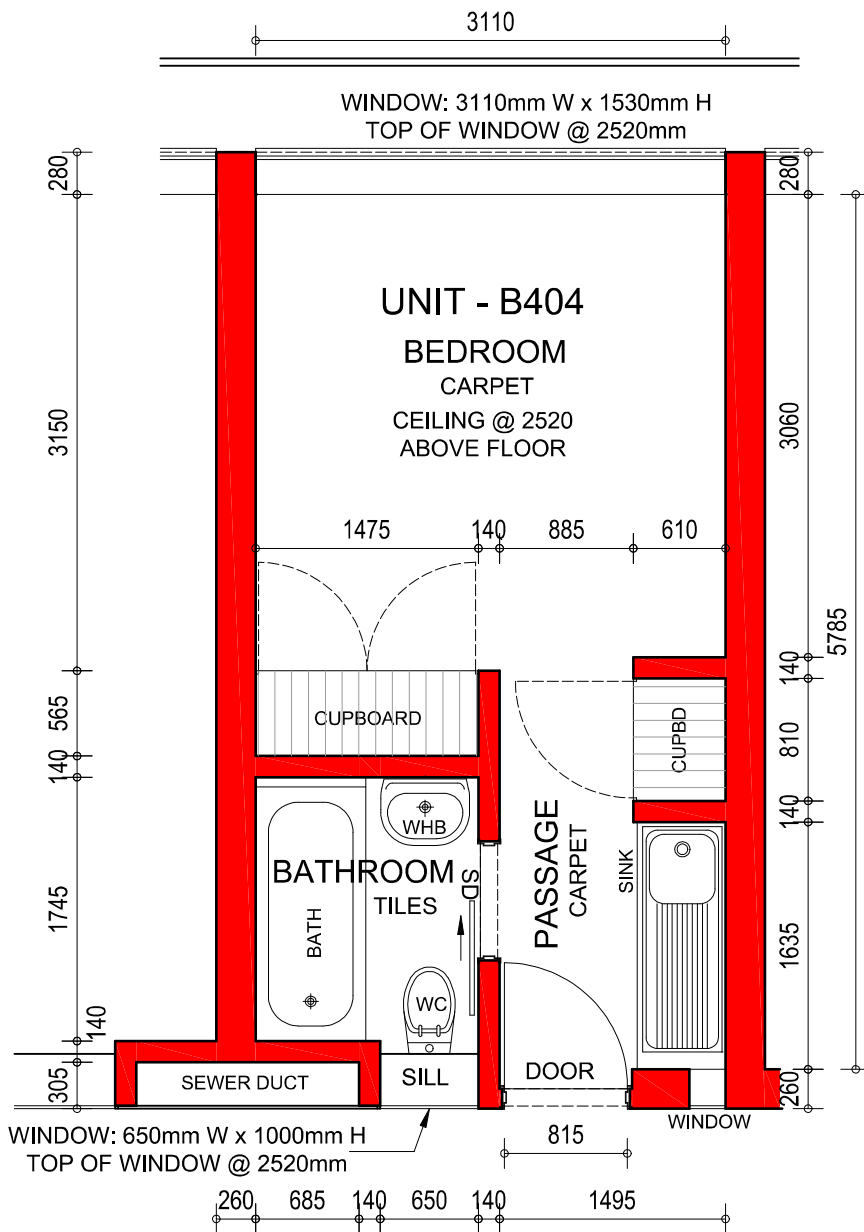 3110
WINDOW: 3110mm W x 1530mm H
TOP OF WINDOW @ 2520mm
280
280
UNIT - B404
BEDROOM
CARPET
CEILING @ 2520
ABOVE FLOOR
3150
3060
1475 140 885 610
5785
565
140
140
810
140
CUPBOARD
CUPBD
WHB
BATHROOM
TILES
SD
PASSAGE
CARPET
SINK
BATH
WC
1745
1635
140
305
260
SEWER DUCT
SILL
DOOR
WINDOW
WINDOW: 650mm W x 1000mm H
TOP OF WINDOW @ 2520mm
815
260 685 140 650 140 1495